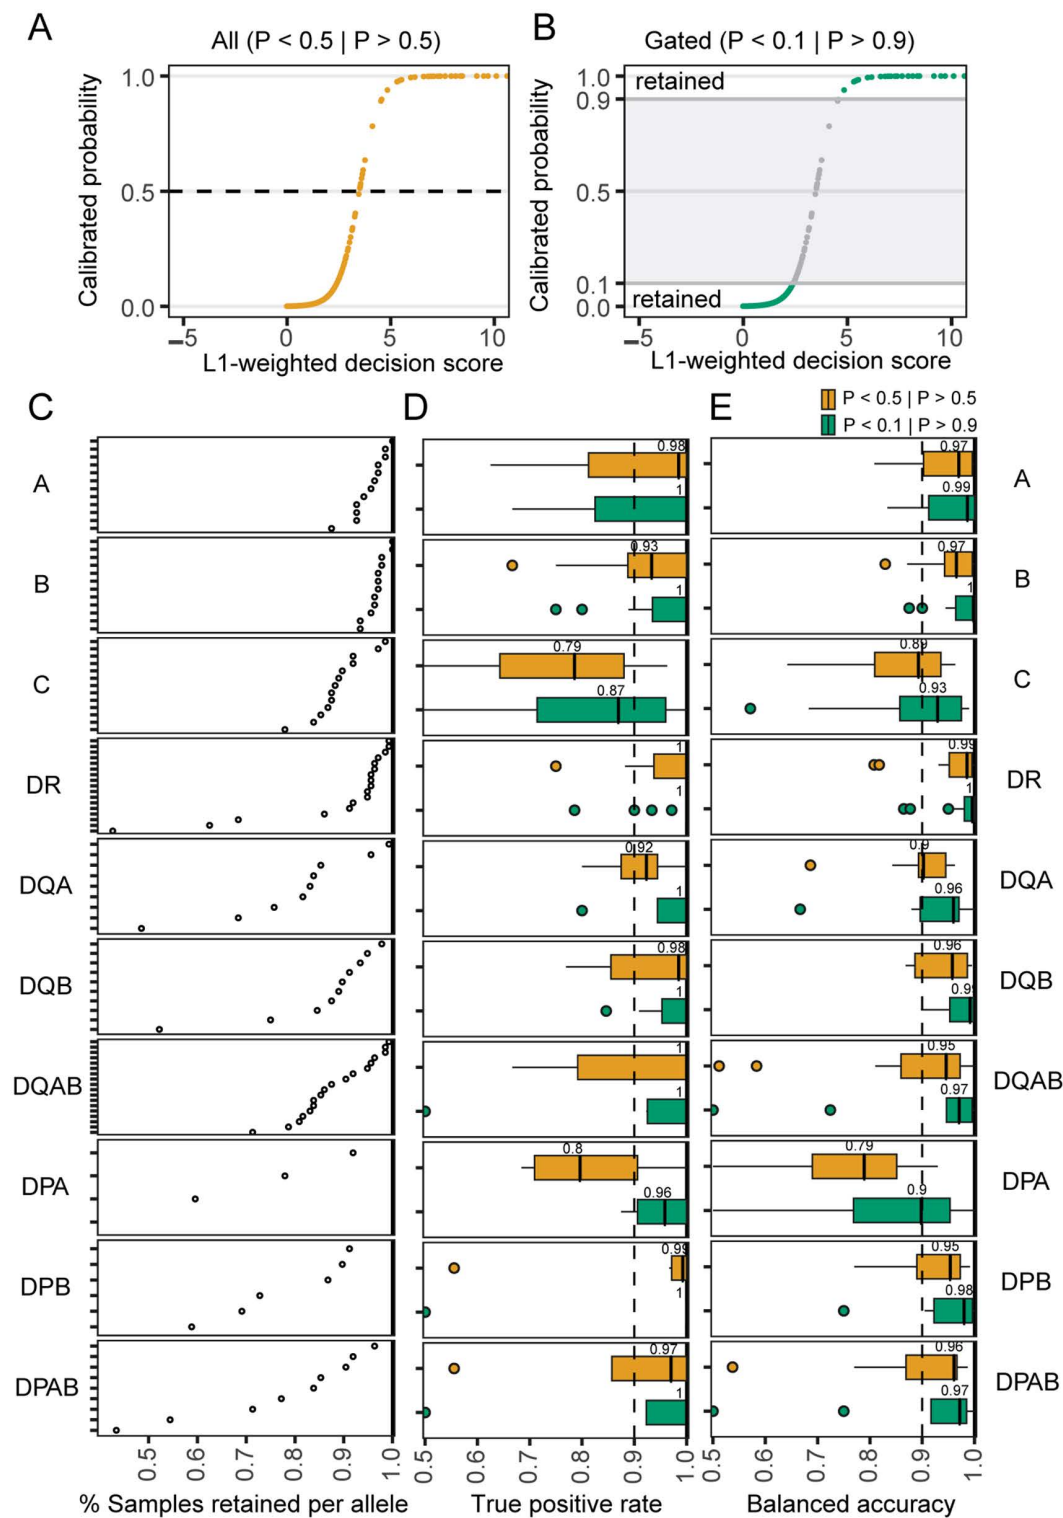 A
All (P < 0.5 | P > 0.5)
Calibrated probability
1.0
0.5
0.0
−5
0
5
10
L1-weighted decision score
B
Gated (P < 0.1 | P > 0.9)
Calibrated probability
1.0
0.9
0.5
0.1
0.0
retained
retained
−5
0
5
10
L1-weighted decision score
P < 0.5 | P > 0.5
P < 0.1 | P > 0.9
C
D
E
A
0.98
1
0.97
0.99
A
B
0.93
1
0.97
1
B
C
0.79
0.87
0.89
0.93
C
DR
1
1
0.99
1
DR
DQA
0.92
1
0.9
0.96
DQA
DQB
0.98
1
0.96
0.99
DQB
DQAB
1
1
0.95
0.97
DQAB
DPA
0.8
0.96
0.79
0.9
DPA
DPB
0.99
1
0.95
0.98
DPB
DPAB
0.97
1
0.96
0.97
DPAB
0.5
0.6
0.7
0.8
0.9
1.0
% Samples retained per allele
0.5
0.6
0.7
0.8
0.9
1.0
True positive rate
0.5
0.6
0.7
0.8
0.9
1.0
Balanced accuracy